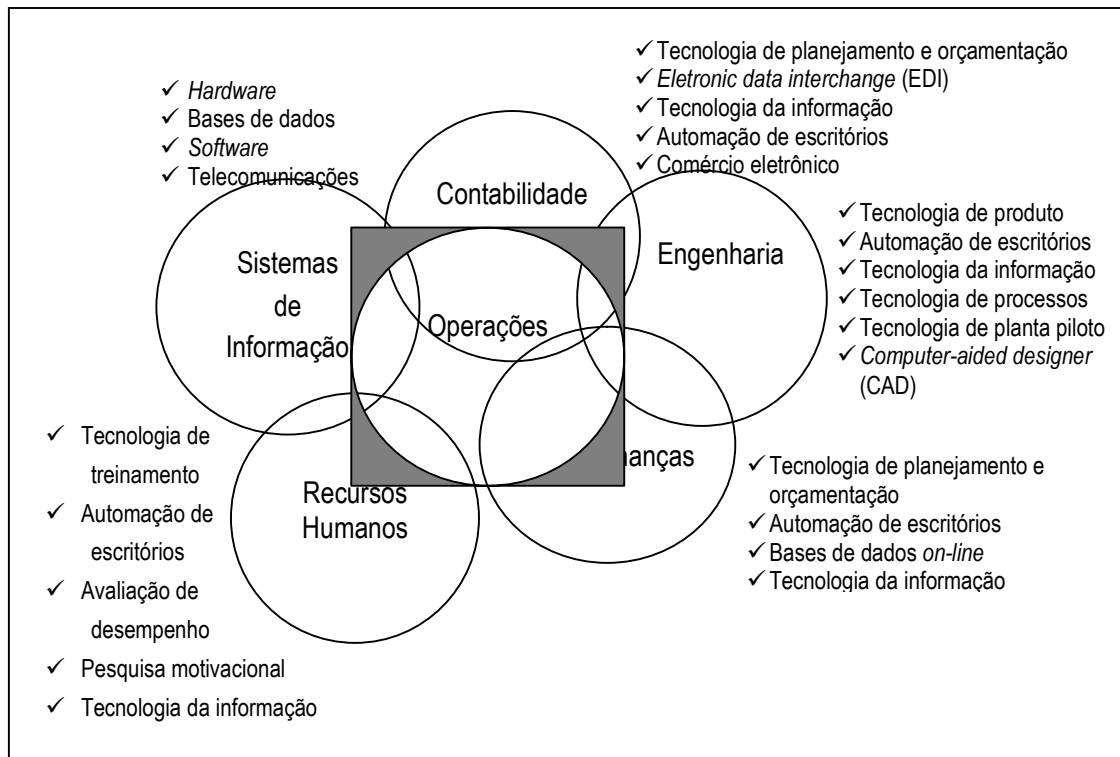 ✓ Hardware
✓ Bases de dados
✓ Software
✓ Telecomunicações
✓ Tecnologia de planejamento e orçamentação
✓ Eletronic data interchange (EDI)
✓ Tecnologia da informação
✓ Automação de escritórios
✓ Comércio eletrônico
Contabilidade
Sistemas
de
Informação
Operações
Engenharia
✓ Tecnologia de produto
✓ Automação de escritórios
✓ Tecnologia da informação
✓ Tecnologia de processos
✓ Tecnologia de planta piloto
✓ Computer-aided designer
(CAD)
✓ Tecnologia de
treinamento
✓ Automação de
escritórios
✓ Avaliação de
desempenho
✓ Pesquisa motivacional
✓ Tecnologia da informação
Recursos
Humanos
nanças
✓ Tecnologia de planejamento e
orçamentação
✓ Automação de escritórios
✓ Bases de dados on-line
✓ Tecnologia da informação